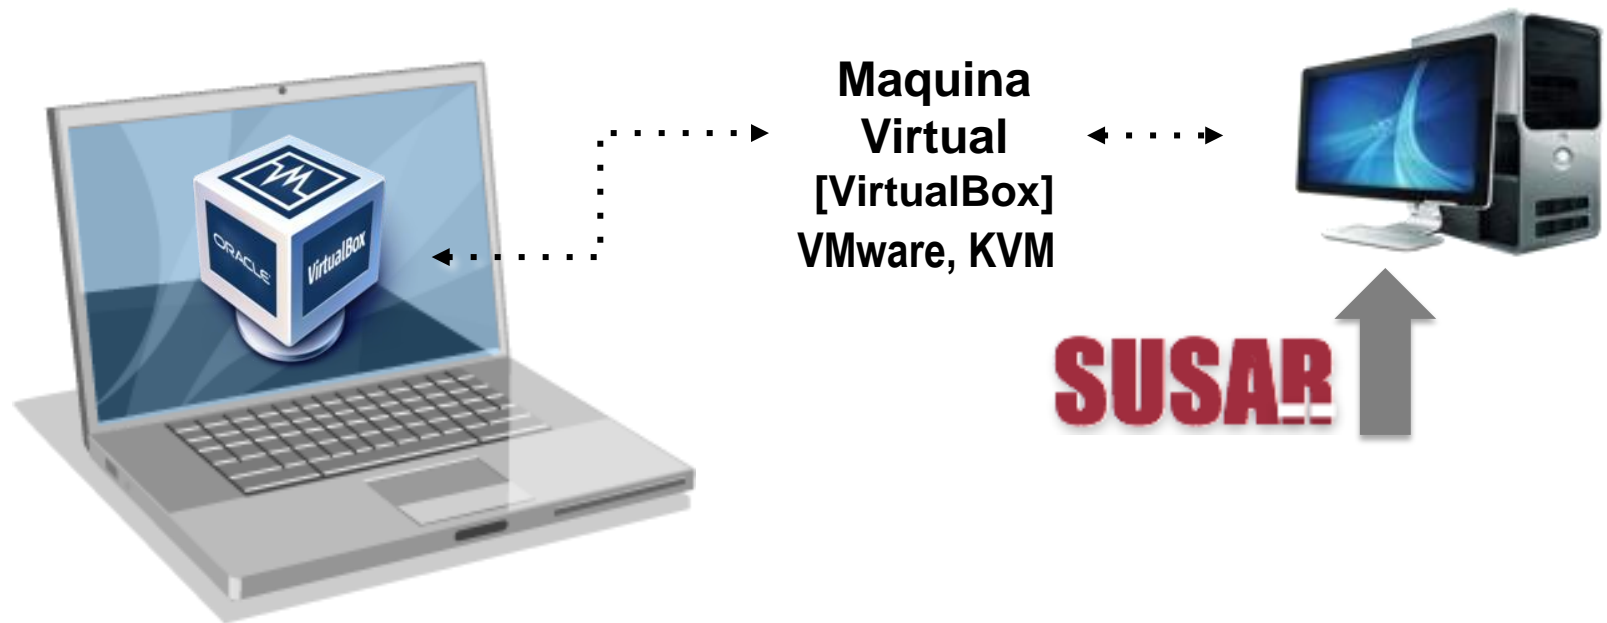 Maquina
Virtual
[VirtualBox]
VMware, KVM
ORACLE
VirtualBox
SUSAR